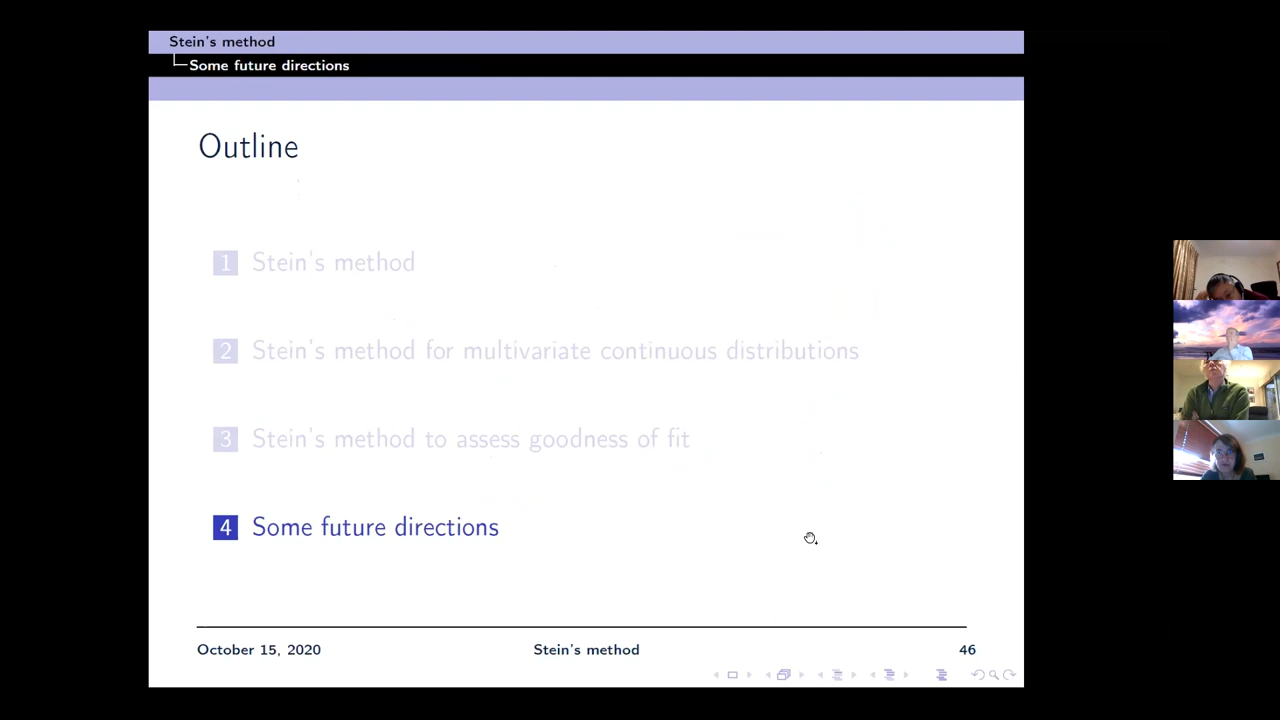 Stein's method
Some future directions
Outline
1 Stein's method
2 Stein's method for multivariate continuous distributions
3 Stein's method to assess goodness of fit
4 Some future directions
October 15, 2020 Stein's method 46